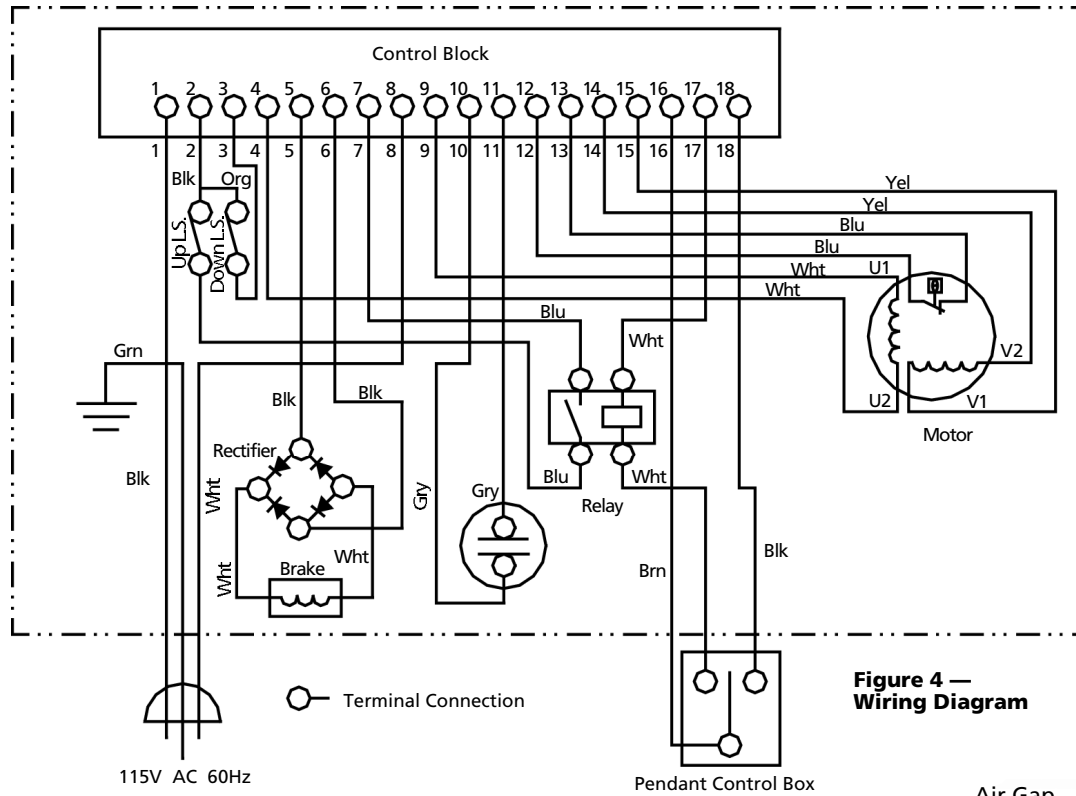 Control Block
1 2 3 4 5 6 7 8 9 10 11 12 13 14 15 16 17 18
1 2 3 4 5 6 7 8 9 10 11 12 13 14 15 16 17 18
Blk Org
Up L.S.
Down L.S.
Yel
Yel
Blu
Blu
Wht U1
Wht
Blu
Wht
Grn
V2
Blk Blk
U2 V1
Motor
Rectifier
Blk
Wht
Gry
Gry
Blu Wht
Relay
Wht
Wht
Brake
Brn
Blk
Terminal Connection
Figure 4 —
Wiring Diagram
115V AC 60Hz
Pendant Control Box
Air Gap